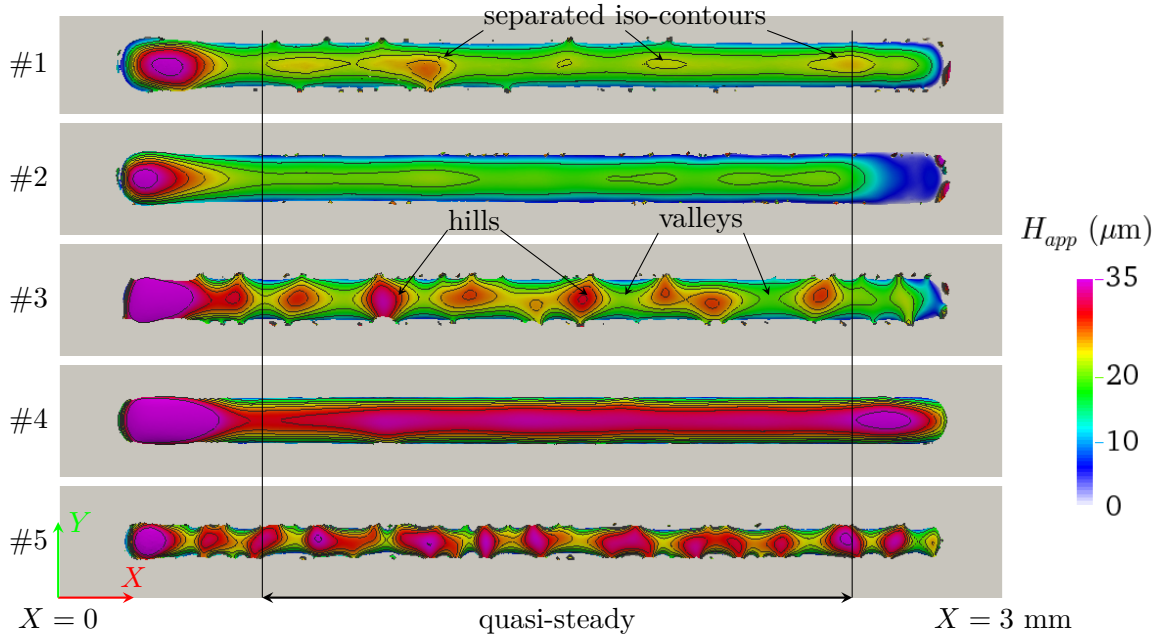 separated iso-contours
#1
#2
hills
valleys
#3
H_app (μm)
35
20
10
0
#4
#5
Y
X
X = 0
quasi-steady
X = 3 mm